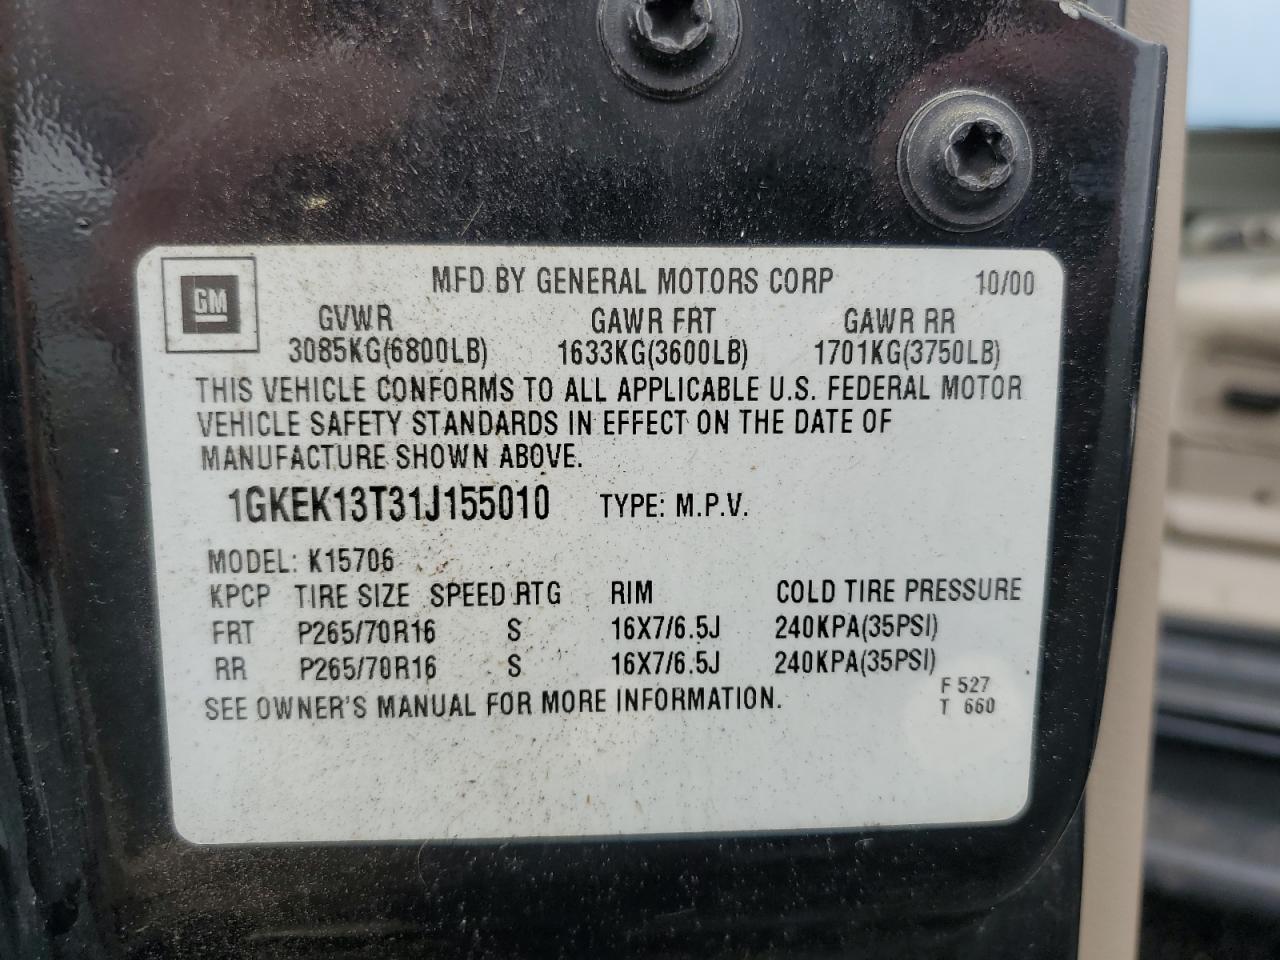 MFD BY GENERAL MOTORS CORP 10/00
GM
GVWR GAWR FRT GAWR RR
3085KG(6800LB) 1633KG(3600LB) 1701KG(3750LB)
THIS VEHICLE CONFORMS TO ALL APPLICABLE U.S. FEDERAL MOTOR
VEHICLE SAFETY STANDARDS IN EFFECT ON THE DATE OF
MANUFACTURE SHOWN ABOVE.
1GKEK13T31J155010 TYPE: M.P.V.
MODEL: K15706
KPCP TIRE SIZE SPEED RTG RIM COLD TIRE PRESSURE
FRT P265/70R16 S 16X7/6.5J 240KPA(35PSI)
RR P265/70R16 S 16X7/6.5J 240KPA(35PSI)
SEE OWNER'S MANUAL FOR MORE INFORMATION.
F 527
T 660